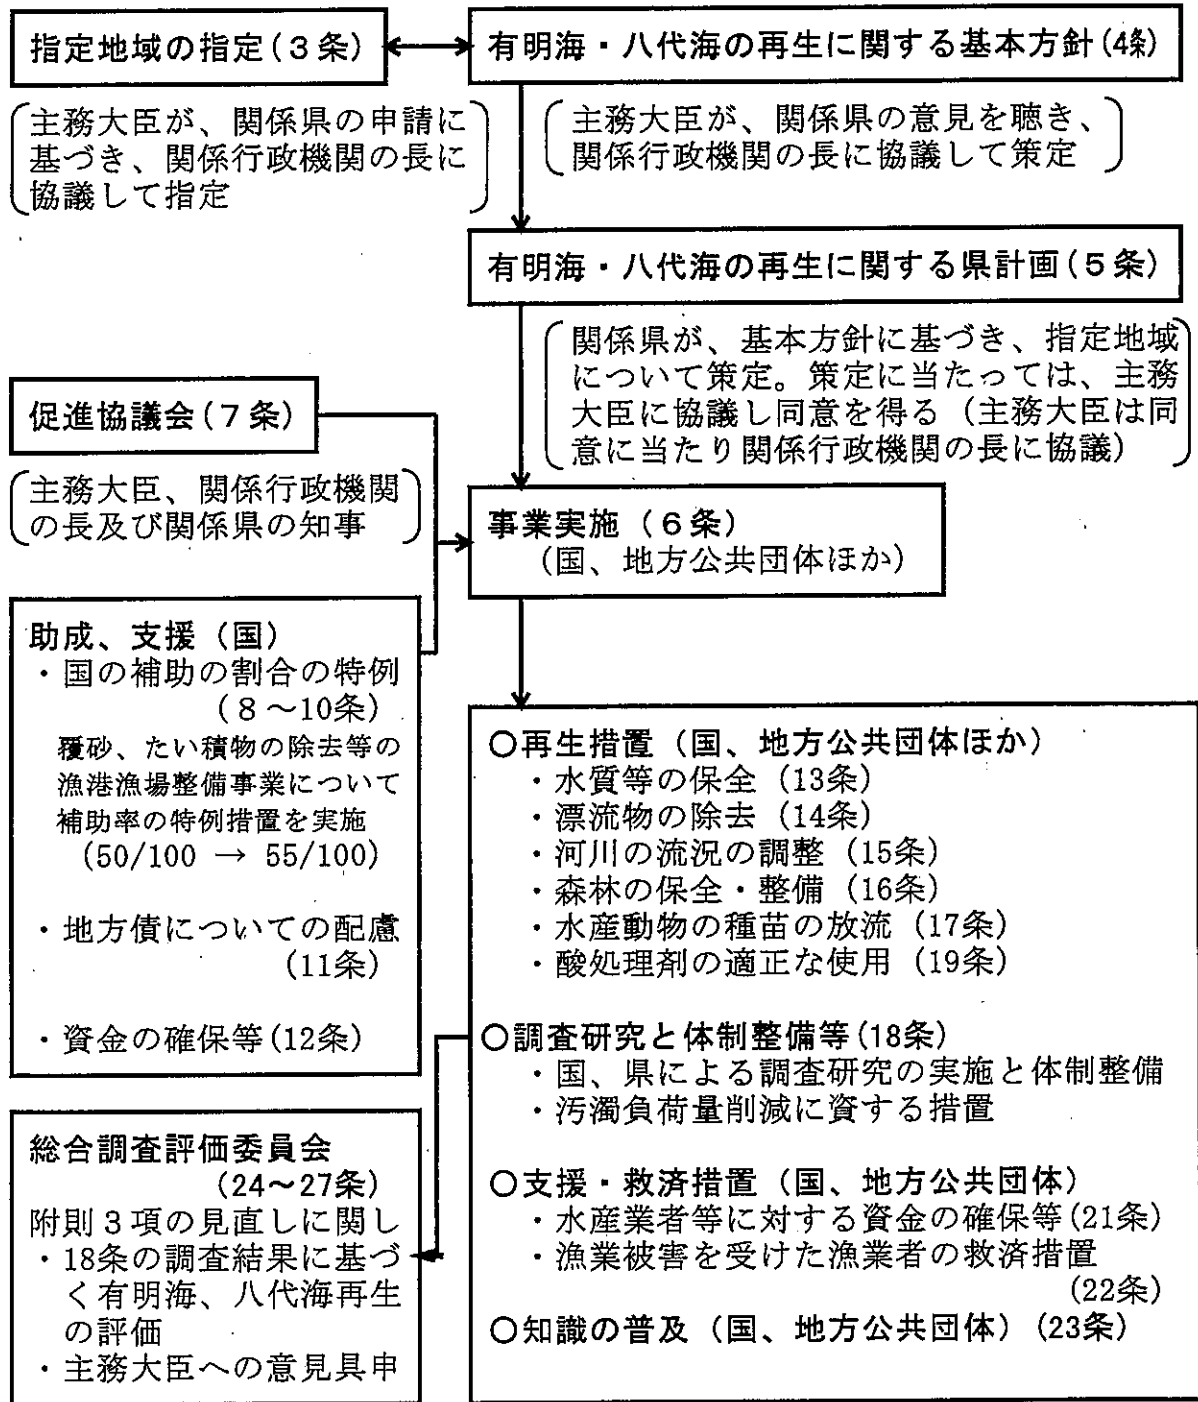 指定地域の指定(3条)
有明海・八代海の再生に関する基本方針(4条)
主務大臣が、関係県の申請に
基づき、関係行政機関の長に
協議して指定
主務大臣が、関係県の意見を聴き、
関係行政機関の長に協議して策定
有明海・八代海の再生に関する県計画(5条)
関係県が、基本方針に基づき、指定地域
について策定。策定に当たっては、主務
大臣に協議し同意を得る(主務大臣は同
意に当たり関係行政機関の長に協議)
促進協議会(7条)
主務大臣、関係行政機関
の長及び関係県の知事
事業実施(6条)
(国、地方公共団体ほか)
助成、支援(国)
・国の補助の割合の特例
(8~10条)
覆砂、たい積物の除去等の
漁港漁場整備事業について
補助率の特例措置を実施
(50/100 → 55/100)
・地方債についての配慮
(11条)
・資金の確保等(12条)
○再生措置(国、地方公共団体ほか)
・水質等の保全(13条)
・漂流物の除去(14条)
・河川の流況の調整(15条)
・森林の保全・整備(16条)
・水産動物の種苗の放流(17条)
・酸処理剤の適正な使用(19条)
○調査研究と体制整備等(18条)
・国、県による調査研究の実施と体制整備
・汚濁負荷量削減に資する措置
○支援・救済措置(国、地方公共団体)
・水産業者等に対する資金の確保等(21条)
・漁業被害を受けた漁業者の救済措置
(22条)
○知識の普及(国、地方公共団体)(23条)
総合調査評価委員会
(24~27条)
附則3項の見直しに関し
・18条の調査結果に基づ
く有明海、八代海再生
の評価
・主務大臣への意見具申